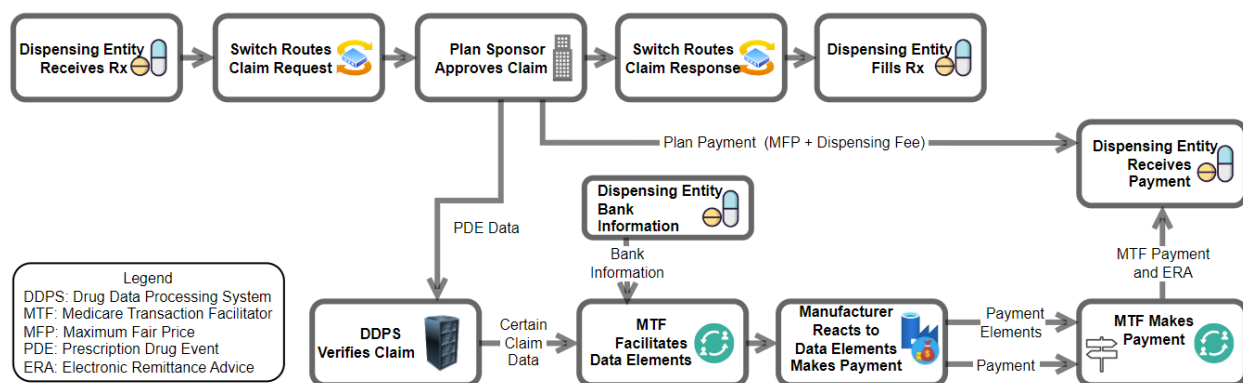 Dispensing Entity
Receives Rx
Switch Routes
Claim Request
Plan Sponsor
Approves Claim
Switch Routes
Claim Response
Dispensing Entity
Fills Rx
Plan Payment (MFP + Dispensing Fee)
Dispensing Entity
Receives
Payment
Dispensing Entity
Bank
Information
PDE Data
Bank
Information
MTF Payment
and ERA
Legend
DDPS: Drug Data Processing System
MTF: Medicare Transaction Facilitator
MFP: Maximum Fair Price
PDE: Prescription Drug Event
ERA: Electronic Remittance Advice
DDPS
Verifies Claim
Certain
Claim
Data
MTF
Facilitates
Data Elements
Manufacturer
Reacts to
Data Elements
Makes Payment
Payment
Elements
Payment
MTF Makes
Payment